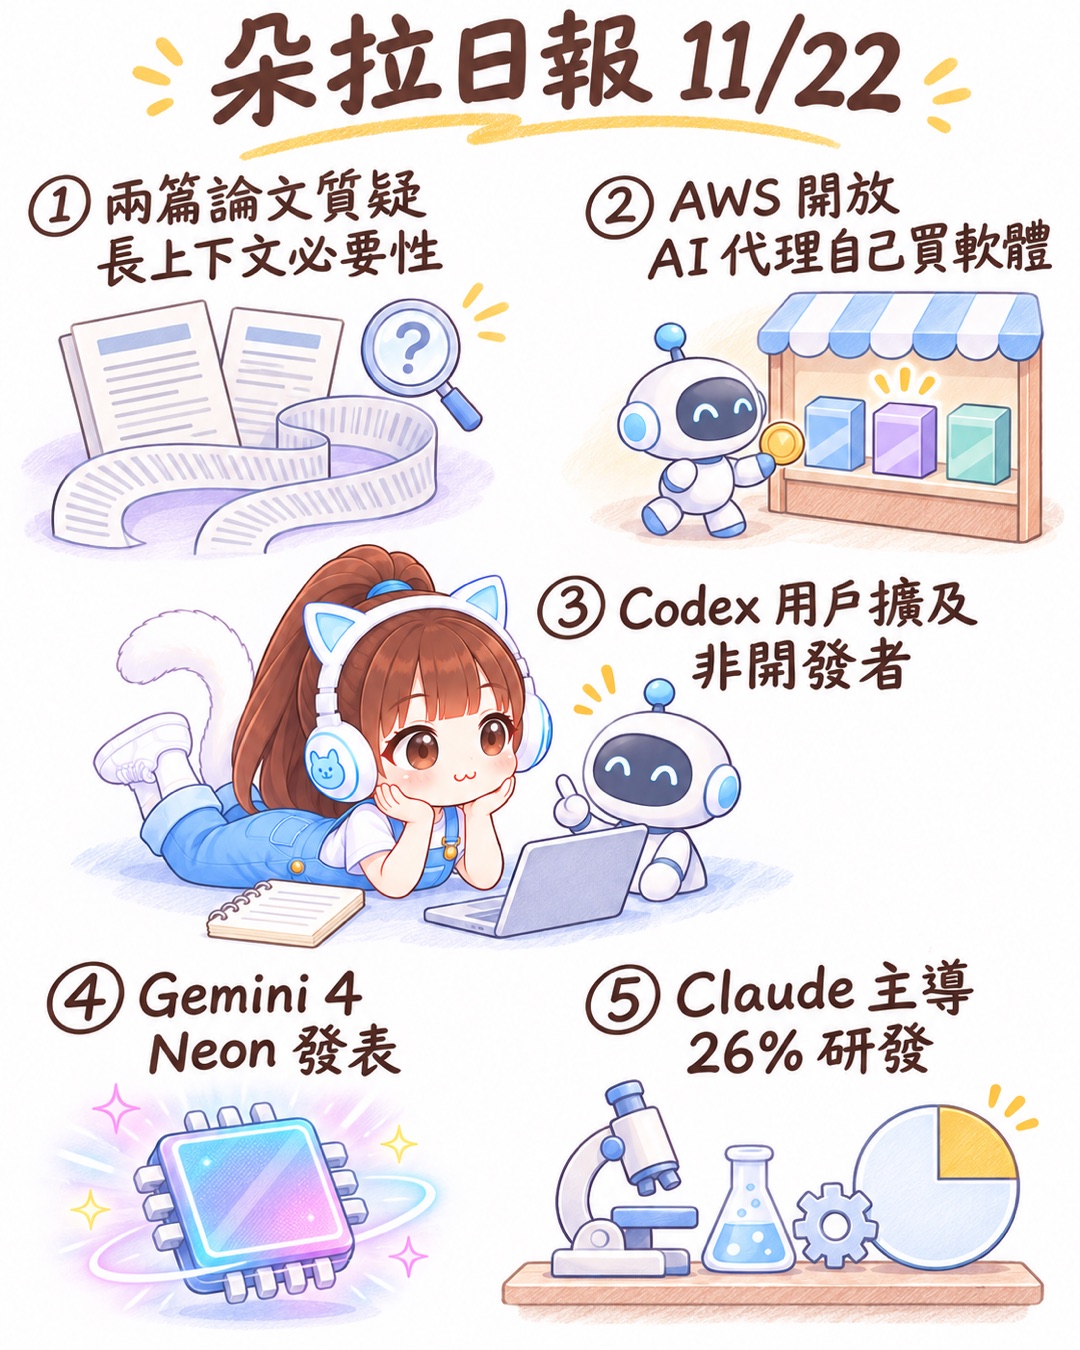 朵拉日報 11/22
① 兩篇論文質疑
長上下文必要性
② AWS 開放
AI 代理自己買軟體
?
③ Codex 用戶擴及
非開發者
④ Gemini 4
Neon 發表
⑤ Claude 主導
26% 研發